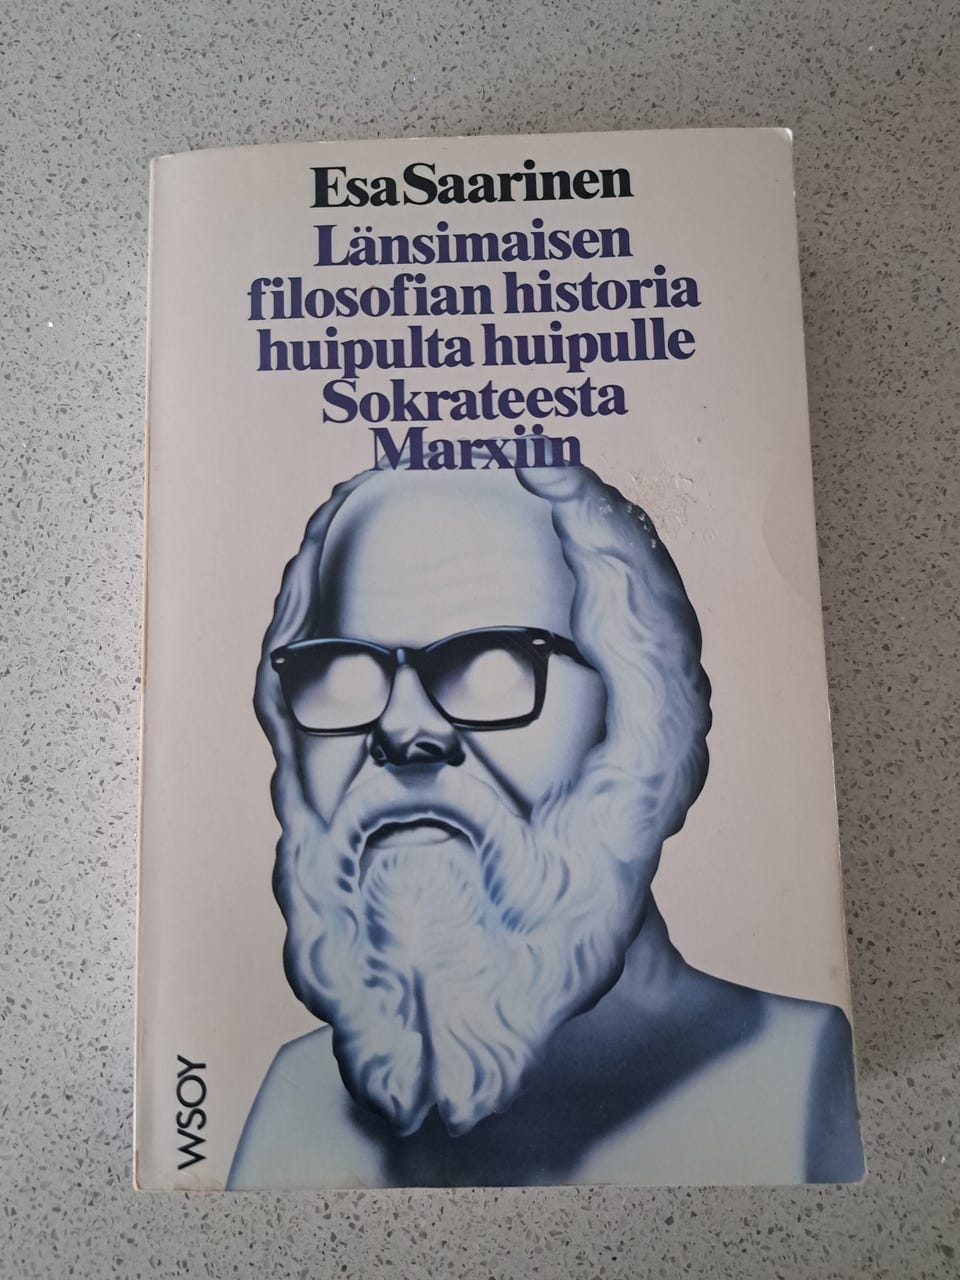 Esa Saarinen
Länsimaisen
filosofian historia
huipulta huipulle
Sokrateesta
Marxiin
WSOY